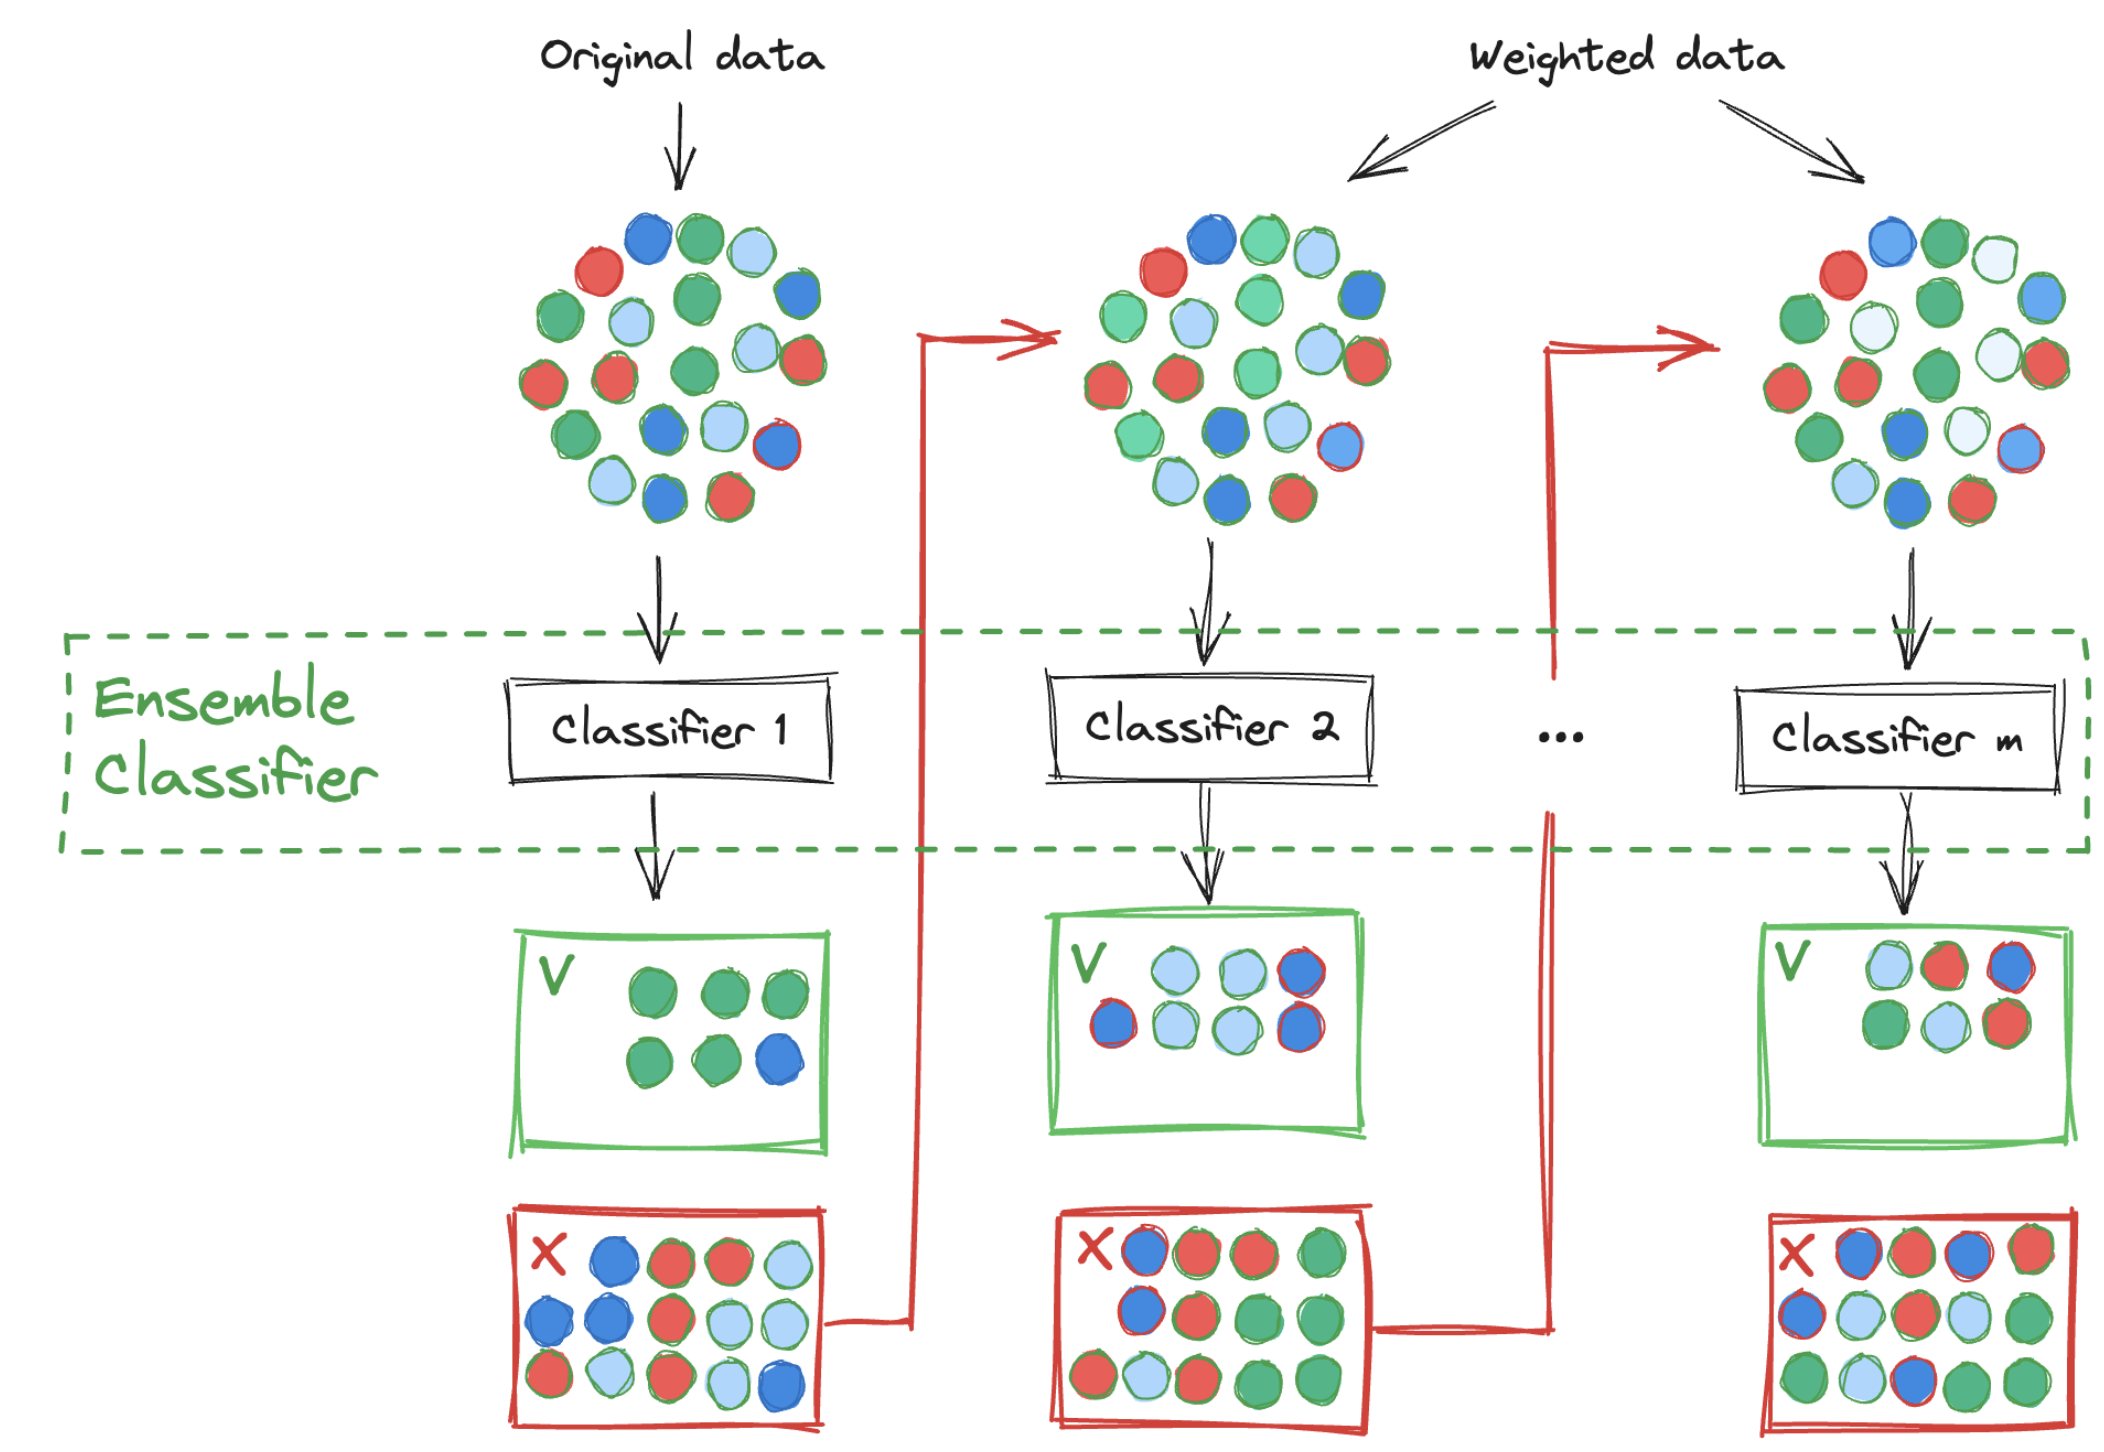 Original data
Weighted data
Ensemble
Classifier
Classifier 1
Classifier 2
...
Classifier m
V
V
V
X
X
X